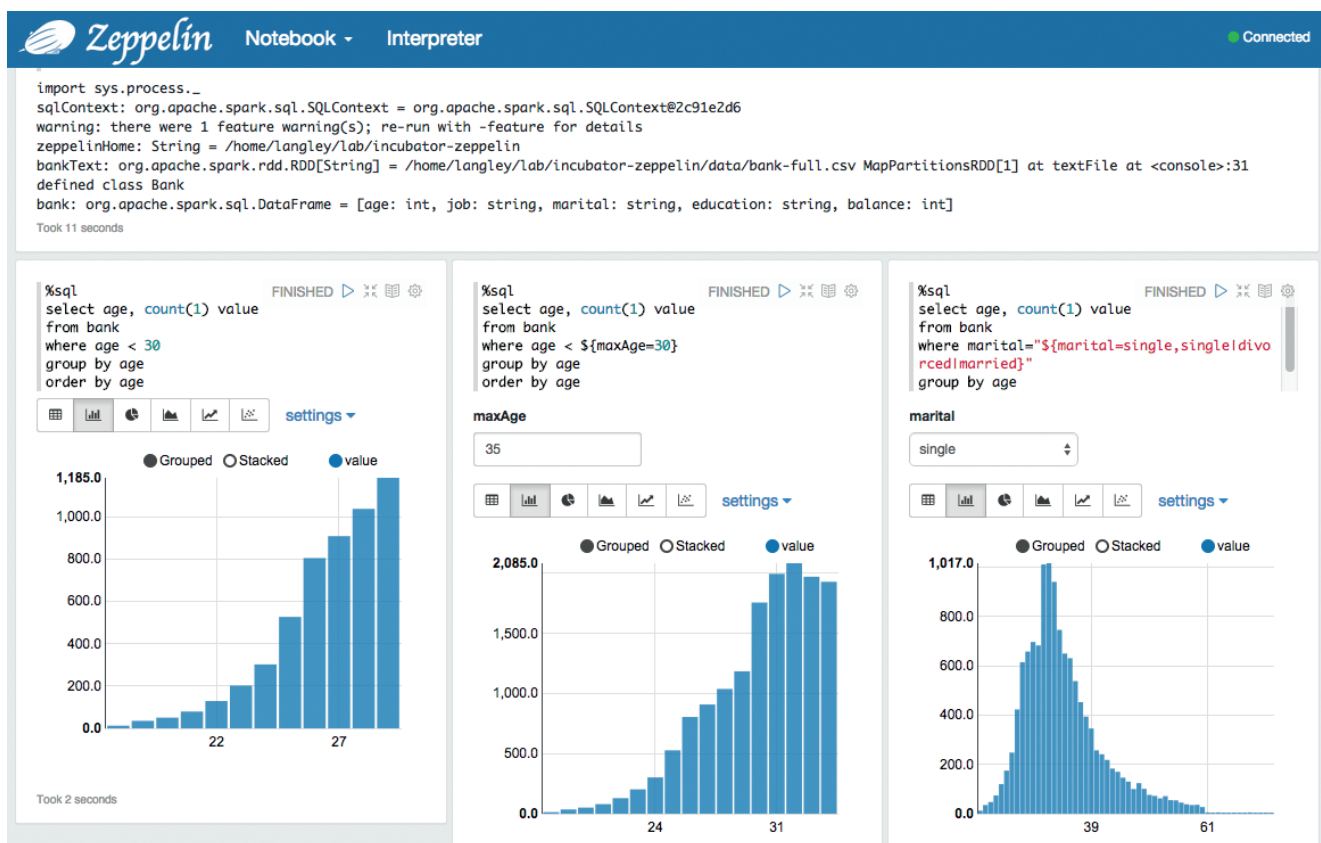 Zeppelin Notebook Interpreter Connected
import sys.process._
sqlContext: org.apache.spark.sql.SQLContext = org.apache.spark.sql.SQLContext@2c91e2d6
warning: there were 1 feature warning(s); re-run with -feature for details
zeppelinHome: String = /home/langley/lab/incubator-zeppelin
bankText: org.apache.spark.rdd.RDD[String] = /home/langley/lab/incubator-zeppelin/data/bank-full.csv MapPartitionsRDD[1] at textFile at <console>:31
defined class Bank
bank: org.apache.spark.sql.DataFrame = [age: int, job: string, marital: string, education: string, balance: int]
Took 11 seconds
%sql FINISHED
select age, count(1) value
from bank
where age < 30
group by age
order by age
settings
Grouped Stacked value
1,185.0
1,000.0
800.0
600.0
400.0
200.0
0.0
22 27
Took 2 seconds
%sql FINISHED
select age, count(1) value
from bank
where age < ${maxAge=30}
group by age
order by age
maxAge
35
settings
Grouped Stacked value
2,085.0
1,500.0
1,000.0
500.0
0.0
24 31
%sql FINISHED
select age, count(1) value
from bank
where marital="${marital=single,single|divo
rced|married}"
group by age
marital
single
settings
Grouped Stacked value
1,017.0
800.0
600.0
400.0
200.0
0.0
39 61